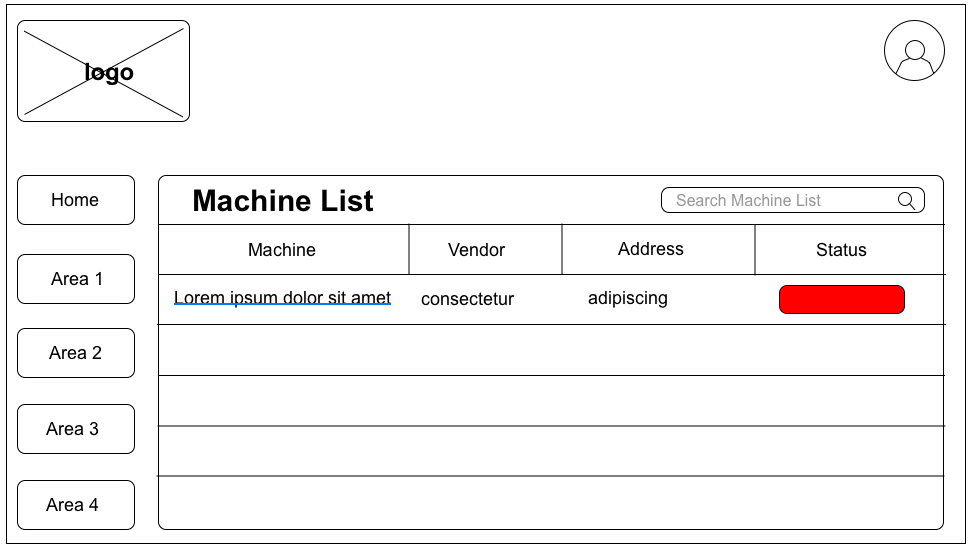 logo
Home
Machine List
Search Machine List
Machine Vendor Address Status
Area 1
Lorem ipsum dolor sit amet consectetur adipiscing
Area 2
Area 3
Area 4